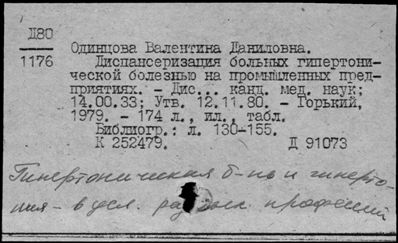 Д80
1176
Одинцова Валентина Даниловна.
Диспансеризация больных гипертони-
ческой болезнью на промышленных пред-
приятиях. - Дис... канд. мед. наук;
14.00.33; Утв. 12.11.80. - Горький,
1979. - 174 л., ил., табл.
Библиогр.: л. 130-155.
К 252479. Д 91073
Гипертоническая б-нь и гиперто-
ния - в усл. профессий